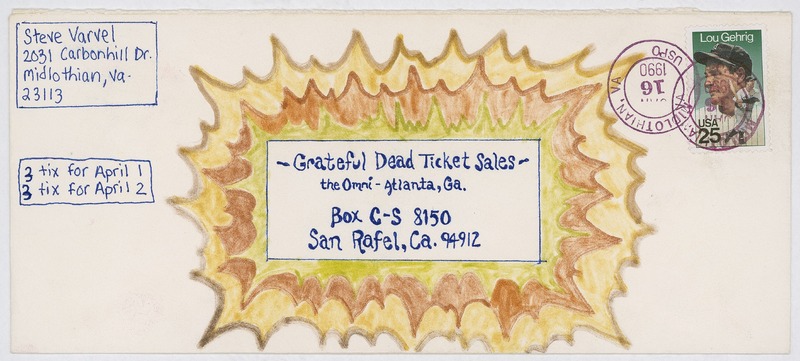 Steve Varvel
2031 Carbonhill Dr.
Midlothian, Va.
23113
3 tix for April 1
3 tix for April 2
~Grateful Dead Ticket Sales~
the Omni - Atlanta, Ga.
Box C-S 8150
San Rafel, Ca. 94912
MIDLOTHIAN, VA
16
1990
USPO
Lou Gehrig
USA
25